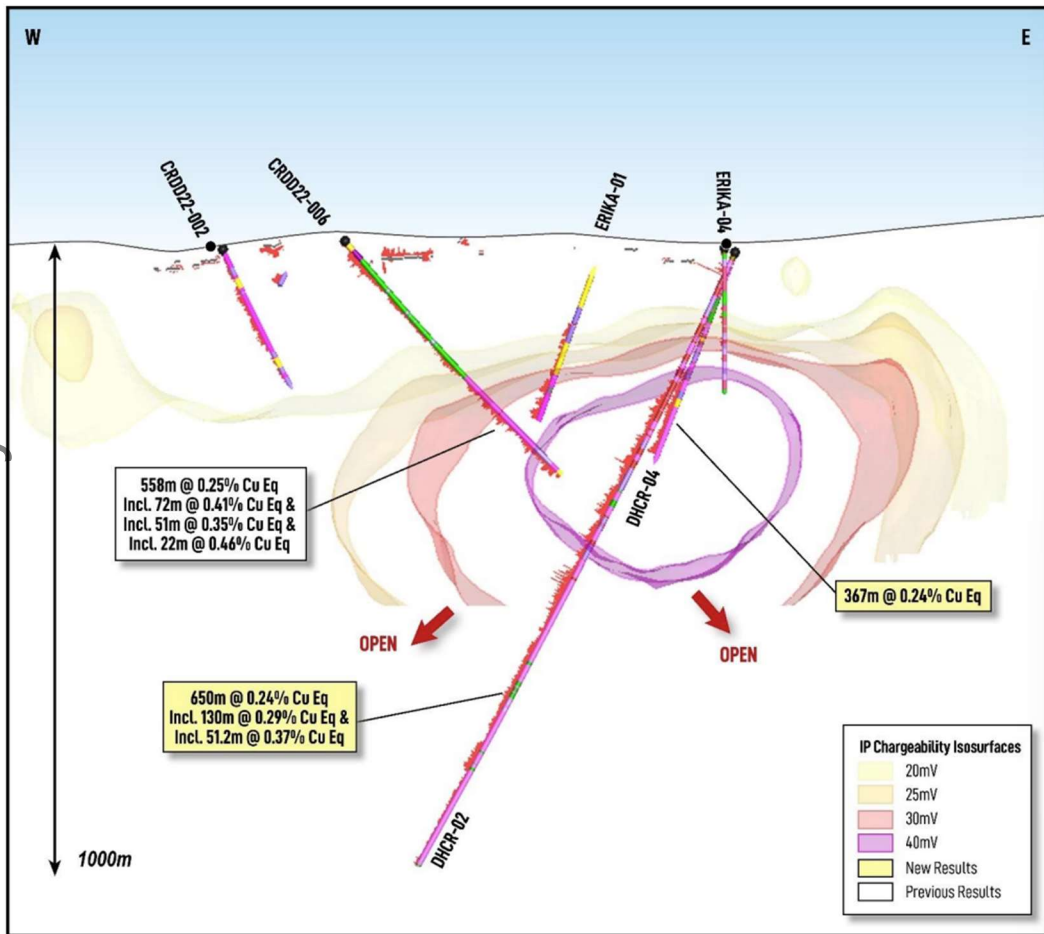 W
E
CRDD22-002
CRDD22-006
ERIKA-01
ERIKA-04
558m @ 0.25% Cu Eq
Incl. 72m @ 0.41% Cu Eq &
Incl. 51m @ 0.35% Cu Eq &
Incl. 22m @ 0.46% Cu Eq
DHCR-04
367m @ 0.24% Cu Eq
OPEN
OPEN
650m @ 0.24% Cu Eq
Incl. 130m @ 0.29% Cu Eq &
Incl. 51.2m @ 0.37% Cu Eq
DHCR-02
1000m
IP Chargeability Isosurfaces
20mV
25mV
30mV
40mV
New Results
Previous Results